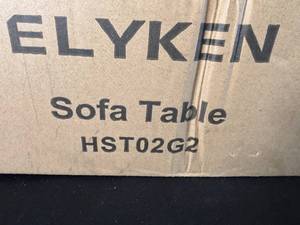 ELYKEN
Sofa Table
HST02G2